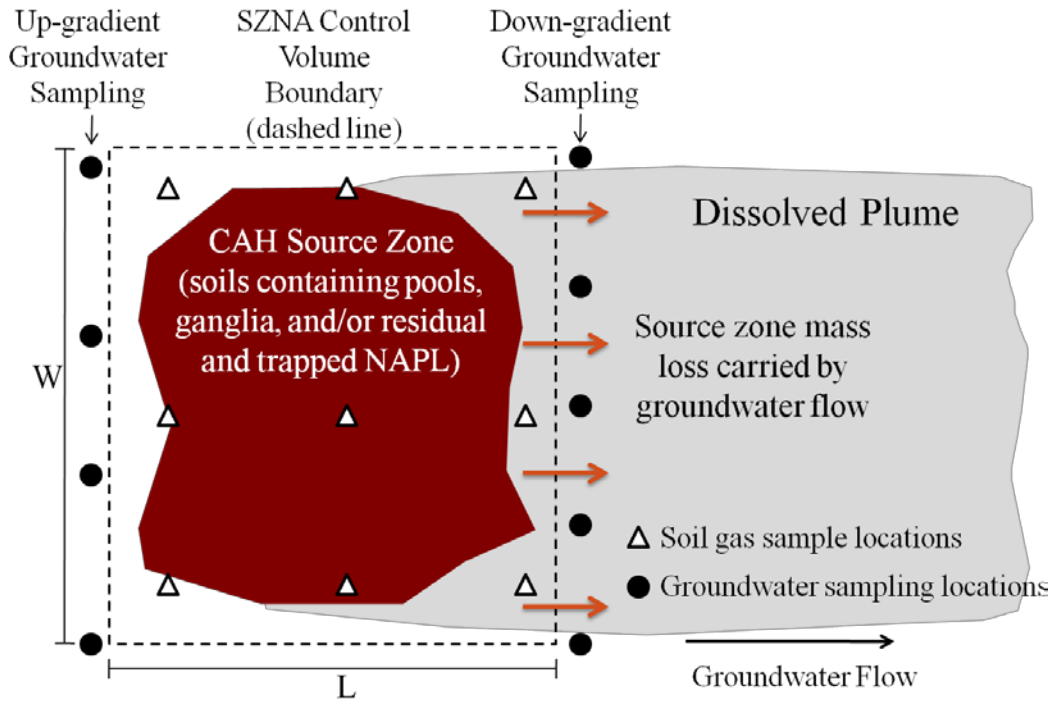 Up-gradient
Groundwater
Sampling
SZNA Control
Volume
Boundary
(dashed line)
Down-gradient
Groundwater
Sampling
W
CAH Source Zone
(soils containing pools,
ganglia, and/or residual
and trapped NAPL)
Dissolved Plume
Source zone mass
loss carried by
groundwater flow
Soil gas sample locations
Groundwater sampling locations
L
Groundwater Flow